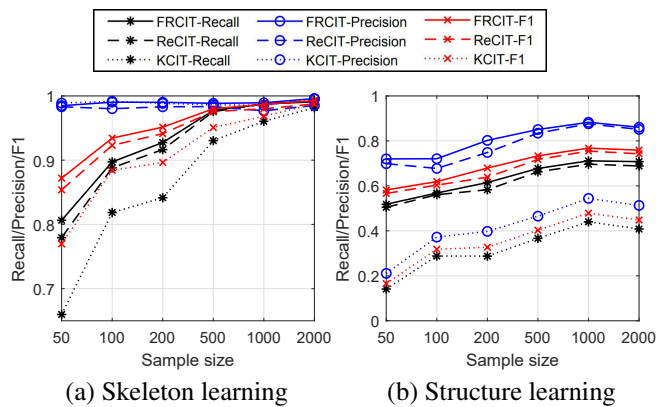 FRCIT-Recall FRCIT-Precision FRCIT-F1
ReCIT-Recall ReCIT-Precision ReCIT-F1
KCIT-Recall KCIT-Precision KCIT-F1
Recall/Precision/F1
1
0.9
0.8
0.7
50 100 200 500 1000 2000
Sample size
(a) Skeleton learning
Recall/Precision/F1
1
0.8
0.6
0.4
0.2
0
50 100 200 500 1000 2000
Sample size
(b) Structure learning